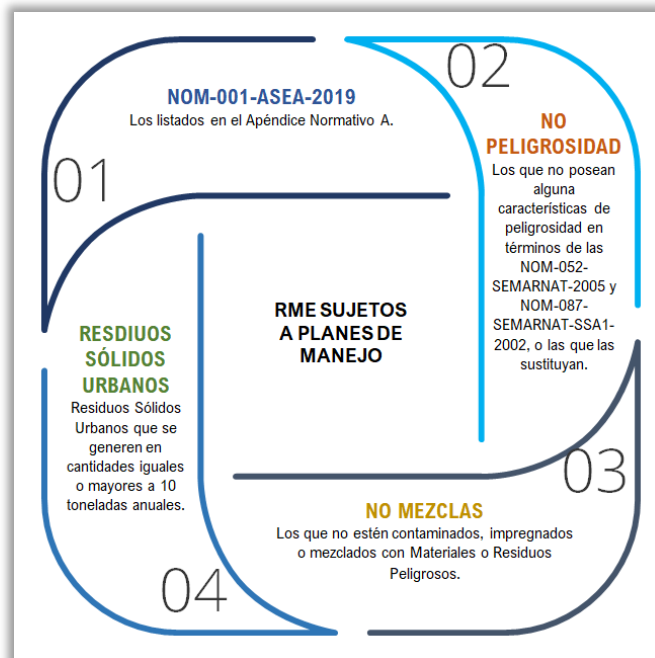 01
NOM-001-ASEA-2019
Los listados en el Apéndice Normativo A.
02
NO
PELIGROSIDAD
Los que no posean
alguna
características de
peligrosidad en
términos de las
NOM-052-
SEMARNAT-2005 y
NOM-087-
SEMARNAT-SSA1-
2002, o las que las
sustituyan.
RME SUJETOS
A PLANES DE
MANEJO
03
NO MEZCLAS
Los que no estén contaminados, impregnados
o mezclados con Materiales o Residuos
Peligrosos.
RESDIUOS
SÓLIDOS
URBANOS
Residuos Sólidos
Urbanos que se
generen en
cantidades iguales
o mayores a 10
toneladas anuales.
04